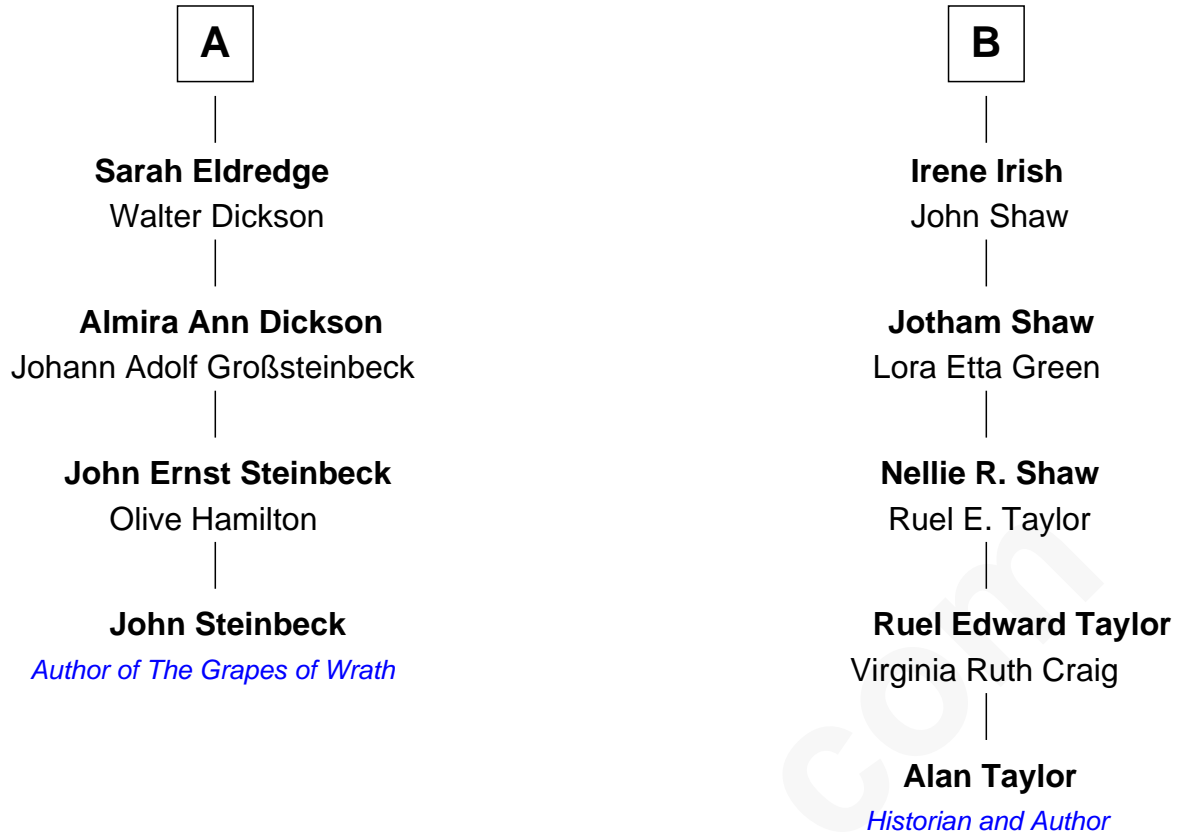 A
Sarah Eldredge
Walter Dickson
Almira Ann Dickson
Johann Adolf Großsteinbeck
John Ernst Steinbeck
Olive Hamilton
John Steinbeck
Author of The Grapes of Wrath
B
Irene Irish
John Shaw
Jotham Shaw
Lora Etta Green
Nellie R. Shaw
Ruel E. Taylor
Ruel Edward Taylor
Virginia Ruth Craig
Alan Taylor
Historian and Author
com